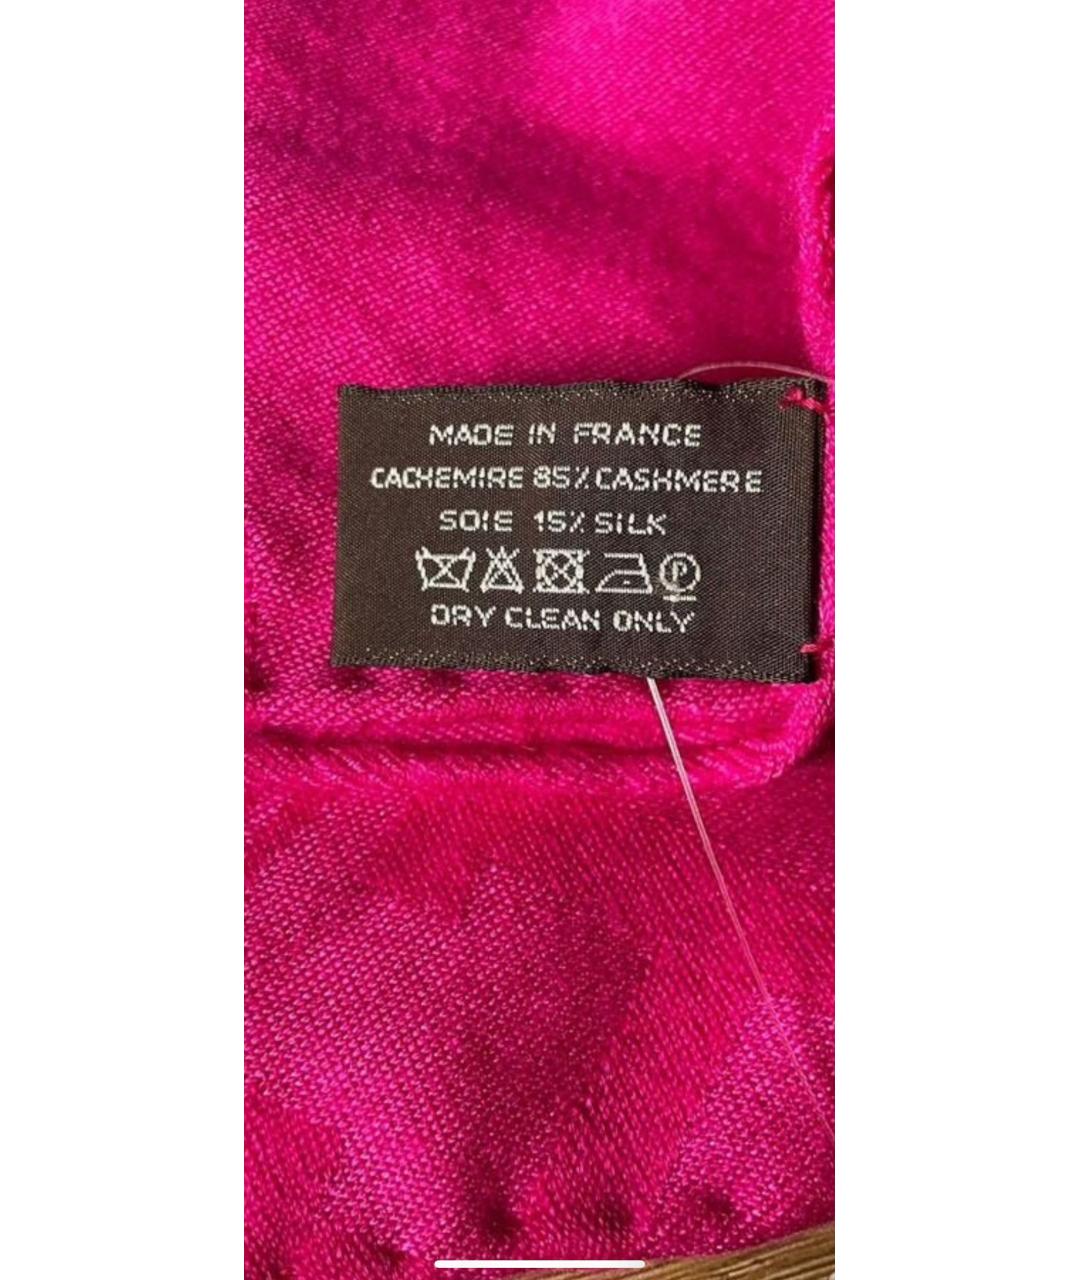 MADE IN FRANCE
CACHEMIRE 85% CASHMERE
SOIE 15% SILK
P
DRY CLEAN ONLY